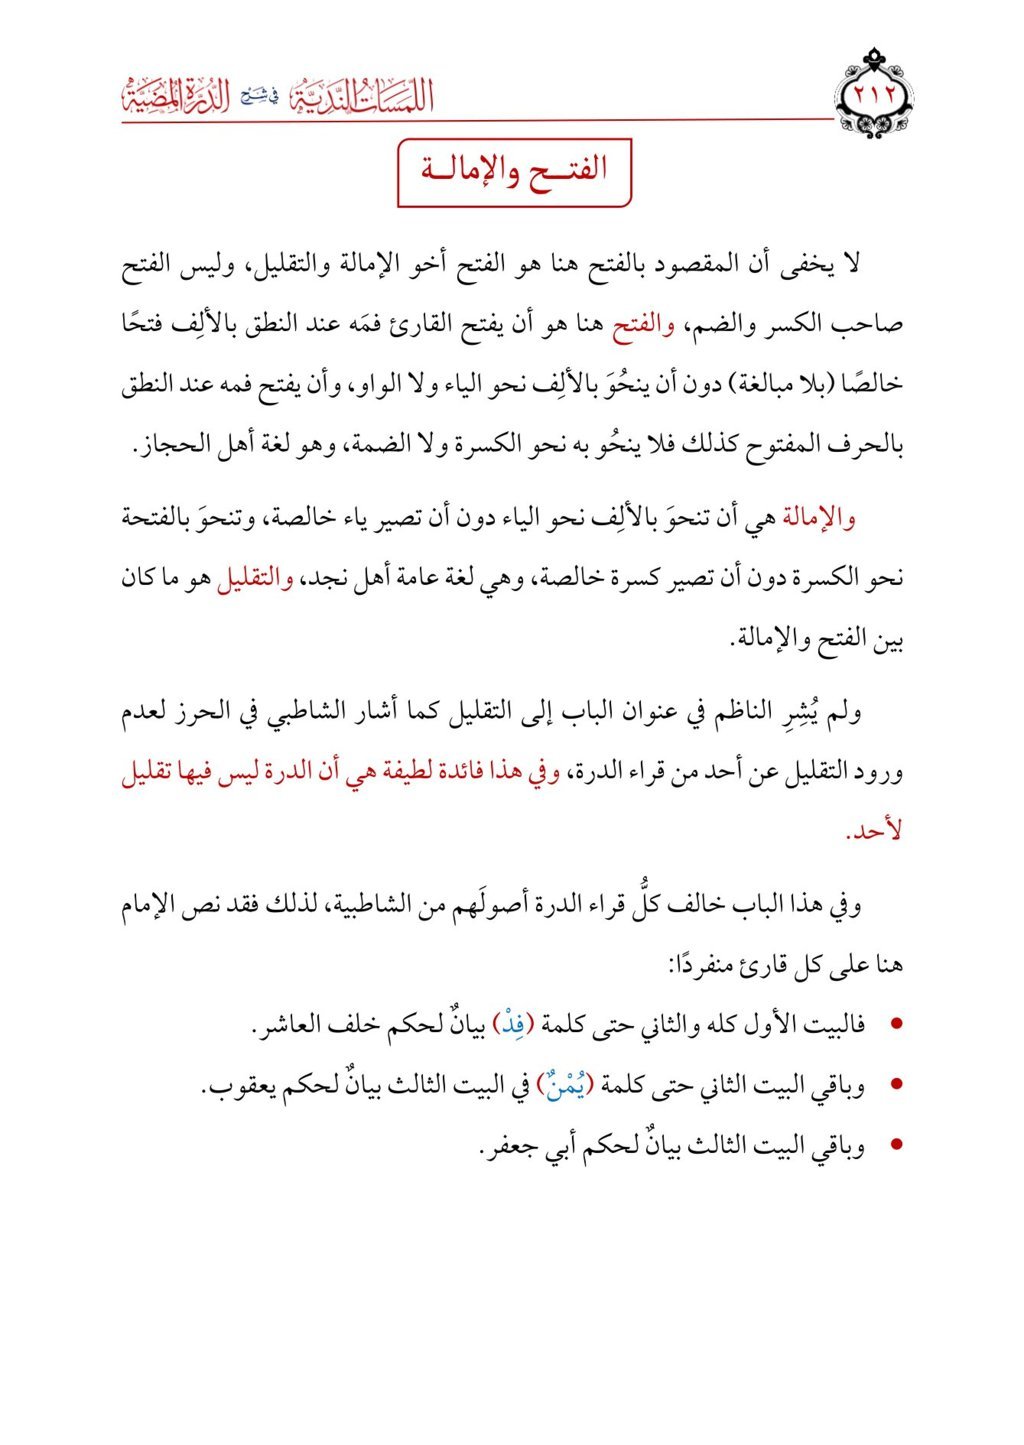 ٢١٢
اللمسات الندية في شرح الدرة المضية
الفتـــح والإمالــة
لا يخفى أن المقصود بالفتح هنا هو الفتح أخو الإمالة والتقليل، وليس الفتح
صاحب الكسر والضم، والفتح هنا هو أن يفتح القارئ فمَه عند النطق بالألِف فتحًا
خالصًا (بلا مبالغة) دون أن ينحُوَ بالألِف نحو الياء ولا الواو، وأن يفتح فمه عند النطق
بالحرف المفتوح كذلك فلا ينحُو به نحو الكسرة ولا الضمة، وهو لغة أهل الحجاز.
والإمالة هي أن تنحوَ بالألِف نحو الياء دون أن تصير ياء خالصة، وتنحوَ بالفتحة
نحو الكسرة دون أن تصير كسرة خالصة، وهي لغة عامة أهل نجد، والتقليل هو ما كان
بين الفتح والإمالة.
ولم يُشِرِ الناظم في عنوان الباب إلى التقليل كما أشار الشاطبي في الحرز لعدم
ورود التقليل عن أحد من قراء الدرة، وفي هذا فائدة لطيفة هي أن الدرة ليس فيها تقليل
لأحد.
وفي هذا الباب خالف كلُّ قراء الدرة أصولَهم من الشاطبية، لذلك فقد نص الإمام
هنا على كل قارئ منفردًا:
• فالبيت الأول كله والثاني حتى كلمة (فِدْ) بيانٌ لحكم خلف العاشر.
• وباقي البيت الثاني حتى كلمة (يُمْنٌ) في البيت الثالث بيانٌ لحكم يعقوب.
• وباقي البيت الثالث بيانٌ لحكم أبي جعفر.